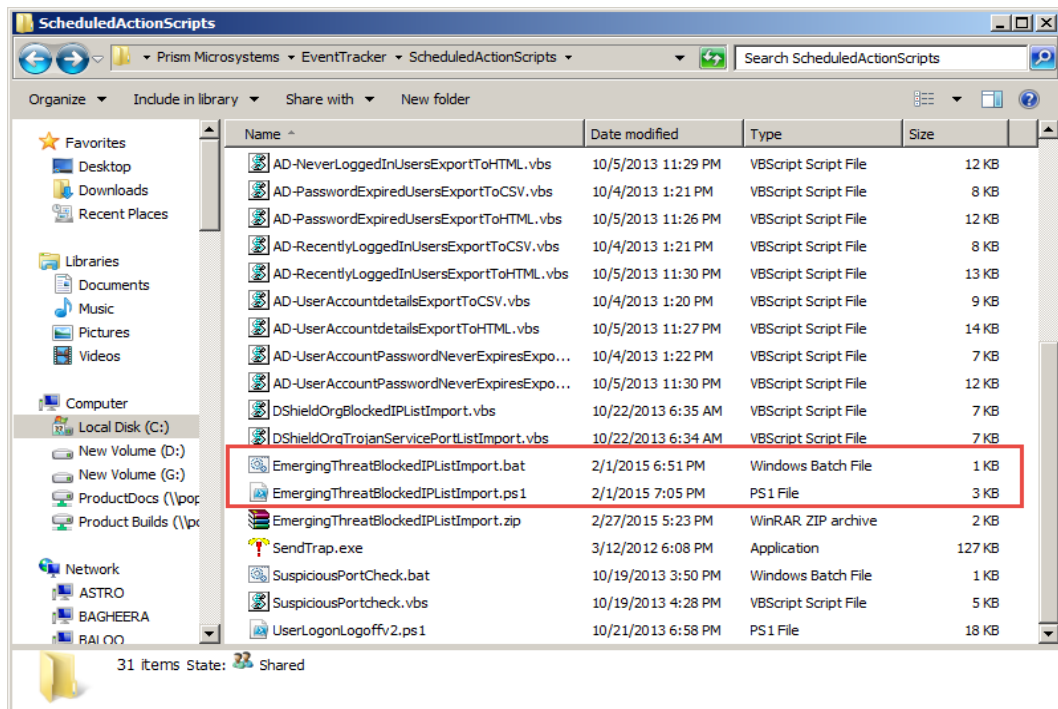 ScheduledActionScripts
Prism Microsystems EventTracker ScheduledActionScripts
Search ScheduledActionScripts
Organize Include in library Share with New folder
Favorites
Desktop
Downloads
Recent Places
Libraries
Documents
Music
Pictures
Videos
Computer
Local Disk (C:)
New Volume (D:)
New Volume (G:)
ProductDocs (\\pop
Product Builds (\\po
Network
ASTRO
BAGHEERA
BALOO
Name Date modified Type Size
AD-NeverLoggedInUsersExportToHTML.vbs 10/5/2013 11:29 PM VBScript Script File 12 KB
AD-PasswordExpiredUsersExportToCSV.vbs 10/4/2013 1:21 PM VBScript Script File 8 KB
AD-PasswordExpiredUsersExportToHTML.vbs 10/5/2013 11:26 PM VBScript Script File 12 KB
AD-RecentlyLoggedInUsersExportToCSV.vbs 10/4/2013 1:21 PM VBScript Script File 8 KB
AD-RecentlyLoggedInUsersExportToHTML.vbs 10/5/2013 11:30 PM VBScript Script File 13 KB
AD-UserAccountdetailsExportToCSV.vbs 10/4/2013 1:20 PM VBScript Script File 9 KB
AD-UserAccountdetailsExportToHTML.vbs 10/5/2013 11:27 PM VBScript Script File 14 KB
AD-UserAccountPasswordNeverExpiresExpo... 10/4/2013 1:22 PM VBScript Script File 7 KB
AD-UserAccountPasswordNeverExpiresExpo... 10/5/2013 11:30 PM VBScript Script File 12 KB
DShieldOrgBlockedIPListImport.vbs 10/22/2013 6:35 AM VBScript Script File 7 KB
DShieldOrgTrojanServicePortListImport.vbs 10/22/2013 6:34 AM VBScript Script File 7 KB
EmergingThreatBlockedIPListImport.bat 2/1/2015 6:51 PM Windows Batch File 1 KB
EmergingThreatBlockedIPListImport.ps1 2/1/2015 7:05 PM PS1 File 3 KB
EmergingThreatBlockedIPListImport.zip 2/27/2015 5:23 PM WinRAR ZIP archive 2 KB
SendTrap.exe 3/12/2012 6:08 PM Application 127 KB
SuspiciousPortCheck.bat 10/19/2013 3:50 PM Windows Batch File 1 KB
SuspiciousPortcheck.vbs 10/19/2013 4:28 PM VBScript Script File 5 KB
UserLogonLogoffv2.ps1 10/21/2013 6:58 PM PS1 File 18 KB
31 items State: Shared